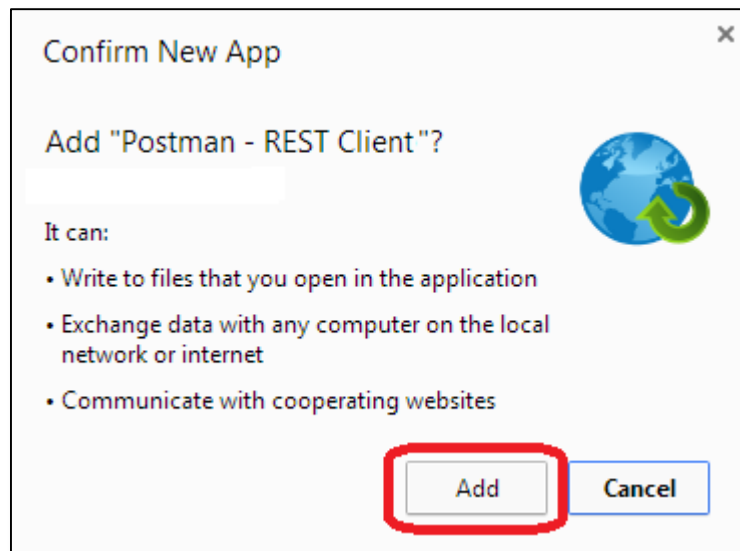 Confirm New App
Add "Postman - REST Client"?
It can:
• Write to files that you open in the application
• Exchange data with any computer on the local
network or internet
• Communicate with cooperating websites
Add
Cancel